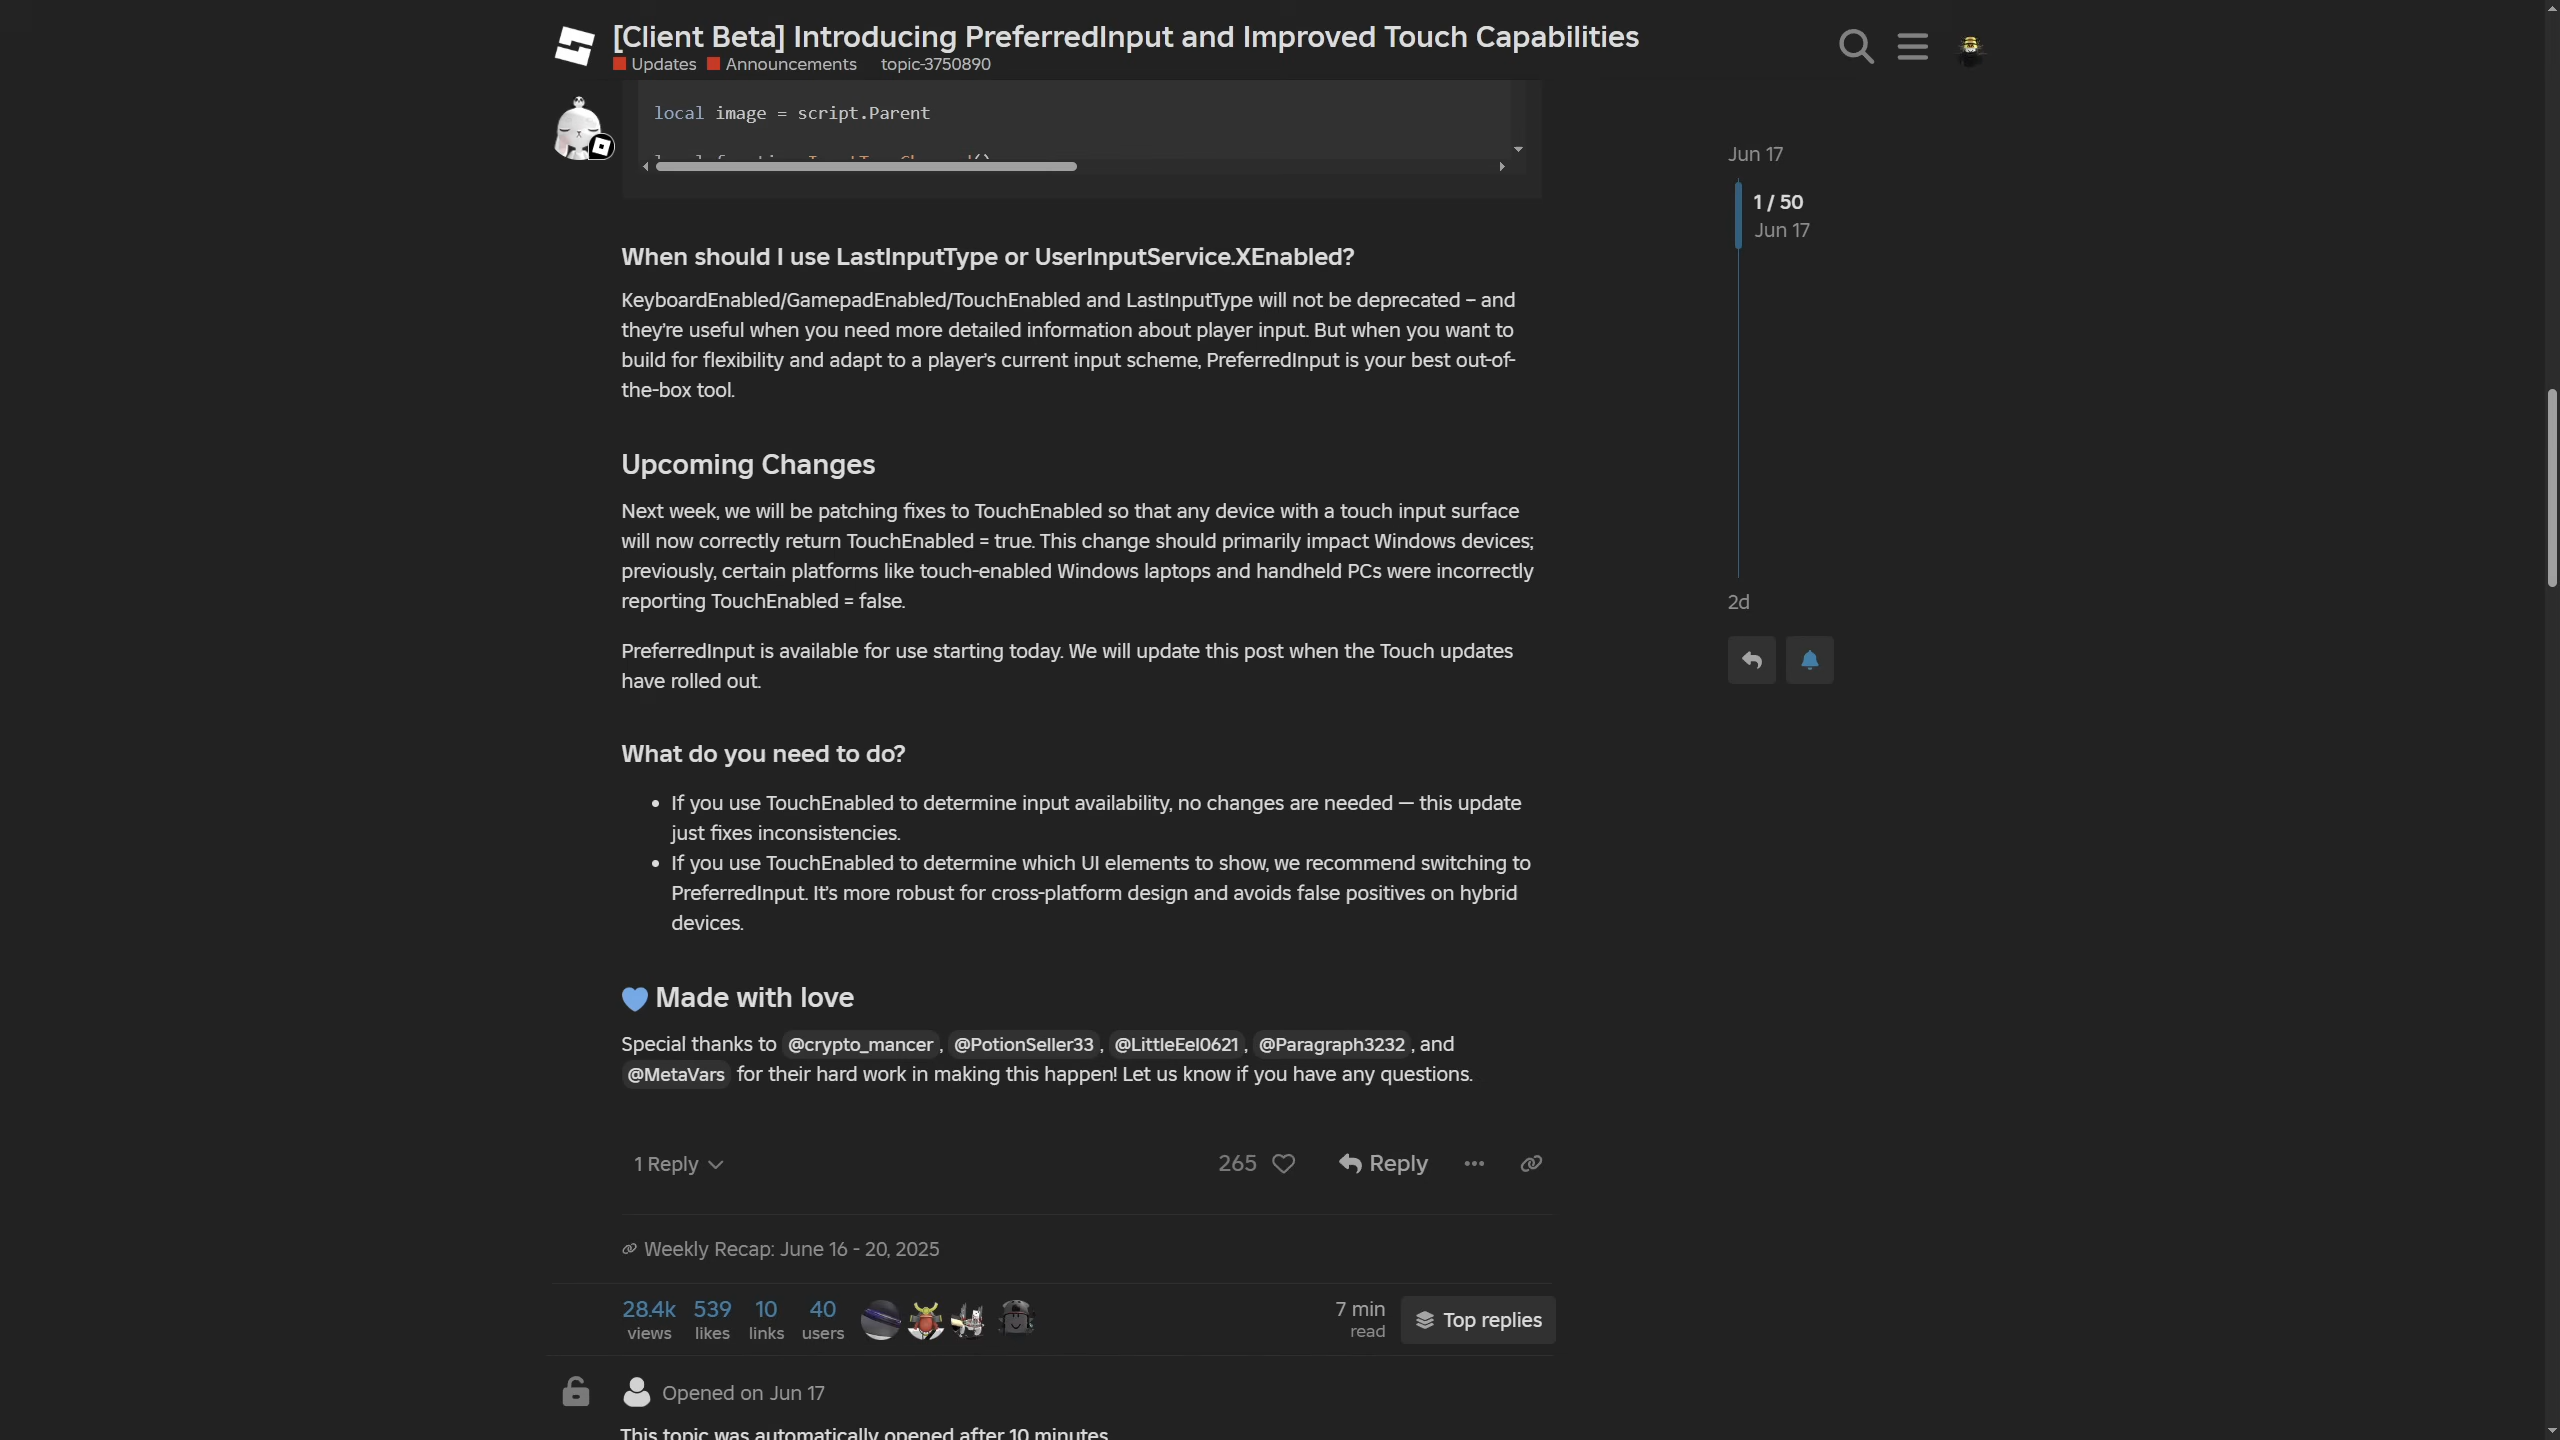 [Client Beta] Introducing PreferredInput and Improved Touch Capabilities
Updates Announcements topic-3750890
local image = script.Parent
When should I use LastInputType or UserInputService.XEnabled?
KeyboardEnabled/GamepadEnabled/TouchEnabled and LastInputType will not be deprecated – and
they're useful when you need more detailed information about player input. But when you want to
build for flexibility and adapt to a player's current input scheme, PreferredInput is your best out-of-
the-box tool.
Upcoming Changes
Next week, we will be patching fixes to TouchEnabled so that any device with a touch input surface
will now correctly return TouchEnabled = true. This change should primarily impact Windows devices;
previously, certain platforms like touch-enabled Windows laptops and handheld PCs were incorrectly
reporting TouchEnabled = false.
PreferredInput is available for use starting today. We will update this post when the Touch updates
have rolled out.
What do you need to do?
• If you use TouchEnabled to determine input availability, no changes are needed — this update
just fixes inconsistencies.
• If you use TouchEnabled to determine which UI elements to show, we recommend switching to
PreferredInput. It's more robust for cross-platform design and avoids false positives on hybrid
devices.
Made with love
Special thanks to @crypto_mancer, @PotionSeller33, @LittleEel0621, @Paragraph3232, and
@MetaVars for their hard work in making this happen! Let us know if you have any questions.
1 Reply
265
Reply
Weekly Recap: June 16 - 20, 2025
28.4k 539 10 40
views likes links users
7 min
read
Top replies
Opened on Jun 17
This topic was automatically opened after 10 minutes.
Jun 17
1 / 50
Jun 17
2d